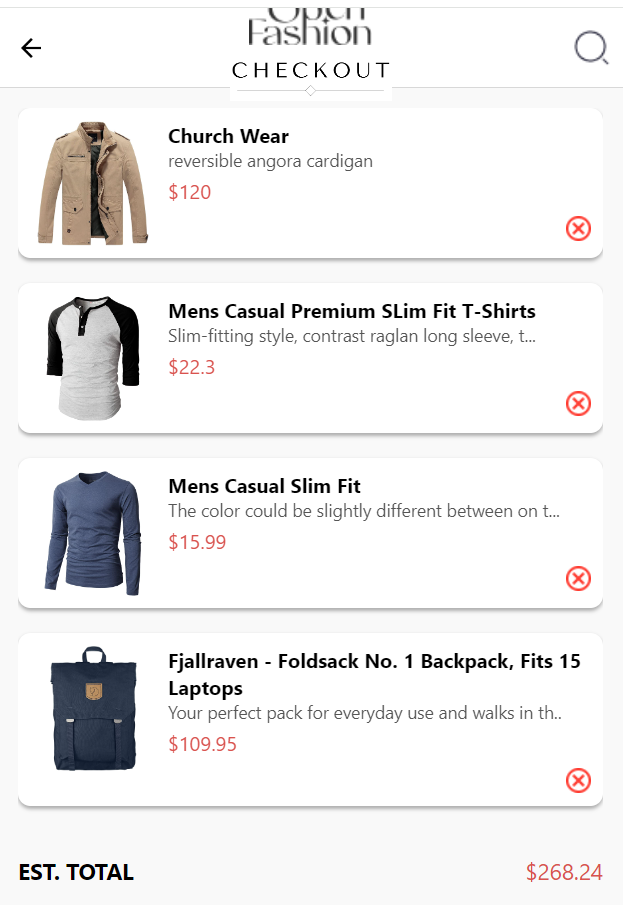 Open
Fashion
CHECKOUT
Church Wear
reversible angora cardigan
$120
Mens Casual Premium SLim Fit T-Shirts
Slim-fitting style, contrast raglan long sleeve, t...
$22.3
Mens Casual Slim Fit
The color could be slightly different between on t...
$15.99
Fjallraven - Foldsack No. 1 Backpack, Fits 15
Laptops
Your perfect pack for everyday use and walks in th..
$109.95
EST. TOTAL $268.24